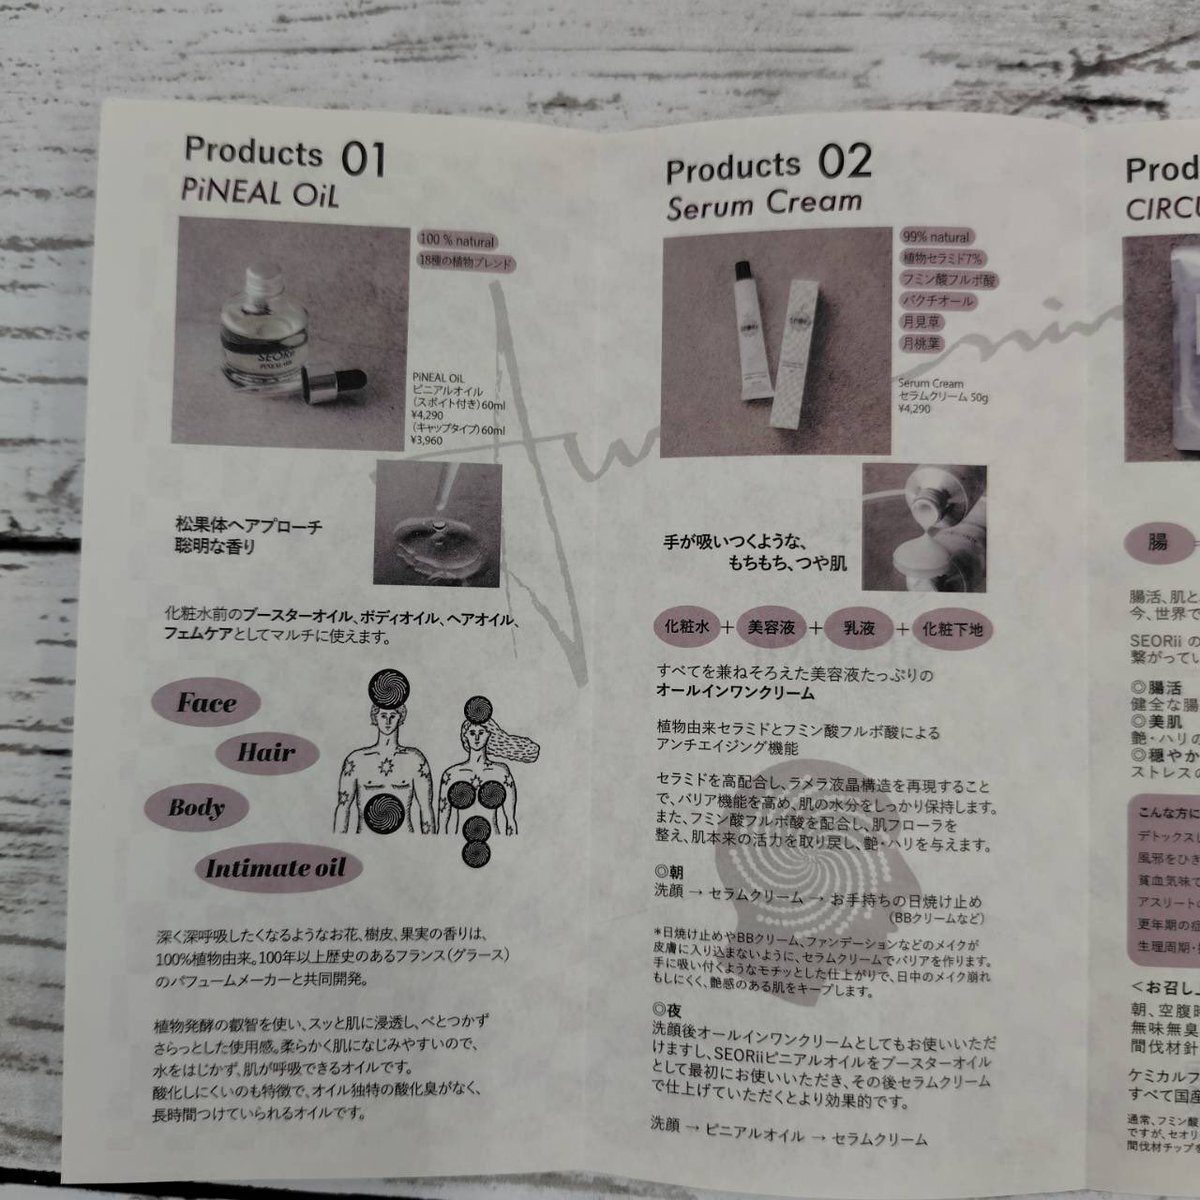 Products 01
PiNEAL OiL
100 % natural
18種の植物ブレンド
SEORii
PiNEAL OiL
PiNEAL OiL
ピニアルオイル
(スポイト付き)60ml
¥4,290
(キャップタイプ)60ml
¥3,960
松果体へアプローチ
聡明な香り
化粧水前のブースターオイル、ボディオイル、ヘアオイル、
フェムケアとしてマルチに使えます。
Face
Hair
Body
Intimate oil
深く深呼吸したくなるようなお花、樹皮、果実の香りは、
100%植物由来。100年以上歴史のあるフランス(グラース)
のパフュームメーカーと共同開発。
植物発酵の叡智を使い、スッと肌に浸透し、べとつかず
さらっとした使用感。柔らかく肌になじみやすいので、
水をはじかず、肌が呼吸できるオイルです。
酸化しにくいのも特徴で、オイル独特の酸化臭がなく、
長時間つけていられるオイルです。
Products 02
Serum Cream
99% natural
植物セラミド7%
フミン酸フルボ酸
バクチオール
月見草
月桃葉
Serum Cream
セラムクリーム 50g
¥4,290
手が吸いつくような、
もちもち、つや肌
化粧水 + 美容液 + 乳液 + 化粧下地
すべてを兼ねそろえた美容液たっぷりの
オールインワンクリーム
植物由来セラミドとフミン酸フルボ酸による
アンチエイジング機能
セラミドを高配合し、ラメラ液晶構造を再現すること
で、バリア機能を高め、肌の水分をしっかり保持します。
また、フミン酸フルボ酸を配合し、肌フローラを
整え、肌本来の活力を取り戻し、艶・ハリを与えます。
◎朝
洗顔 → セラムクリーム → お手持ちの日焼け止め
(BBクリームなど)
*日焼け止めやBBクリーム、ファンデーションなどのメイクが
皮膚に入り込まないように、セラムクリームでバリアを作ります。
手に吸い付くようなモチッとした仕上がりで、日中のメイク崩れ
もしにくく、艶感のある肌をキープします。
◎夜
洗顔後オールインワンクリームとしてもお使いいただ
けますし、SEORiiピニアルオイルをブースターオイル
として最初にお使いいただき、その後セラムクリーム
で仕上げていただくとより効果的です。
洗顔 → ピニアルオイル → セラムクリーム
Prod
CIRCU
腸
腸活、肌と
今、世界で
SEORii の
繋がってい
◎腸活
健全な腸
◎美肌
艶・ハリの
◎穏やか
ストレスの
こんな方に
デトックスし
風邪をひき
貧血気味で
アスリートの
更年期の症
生理周期・
<お召し上
朝、空腹時
無味無臭
間伐材針
ケミカルフ
すべて国産
通常、フミン酸
ですが、セオリ
間伐材チップを